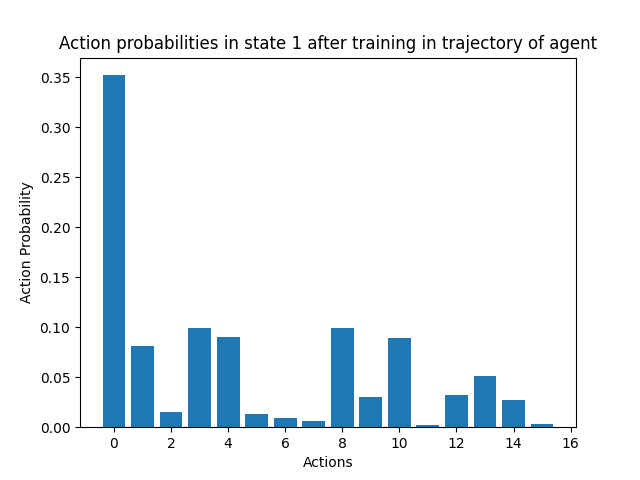 Action probabilities in state 1 after training in trajectory of agent
0.35
0.30
0.25
0.20
0.15
0.10
0.05
0.00
Action Probability
0 2 4 6 8 10 12 14 16
Actions